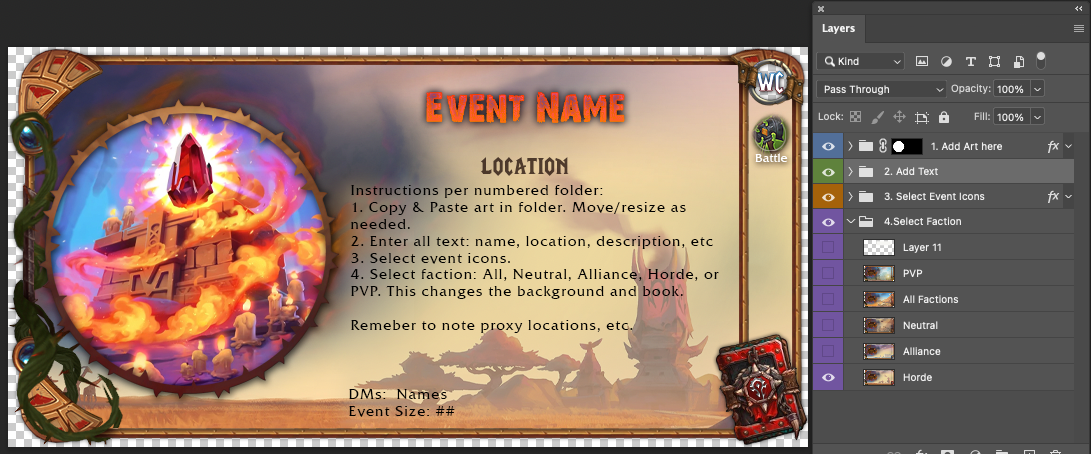 EVENT NAME
LOCATION
Instructions per numbered folder:
1. Copy & Paste art in folder. Move/resize as
needed.
2. Enter all text: name, location, description, etc
3. Select event icons.
4. Select faction: All, Neutral, Alliance, Horde, or
PVP. This changes the background and book.
Remeber to note proxy locations, etc.
DMs:  Names
Event Size: ##
WC
Battle
Layers
Kind
Pass Through
Opacity: 100%
Lock:
Fill: 100%
1. Add Art here
fx
2. Add Text
3. Select Event Icons
fx
4.Select Faction
Layer 11
PVP
All Factions
Neutral
Alliance
Horde